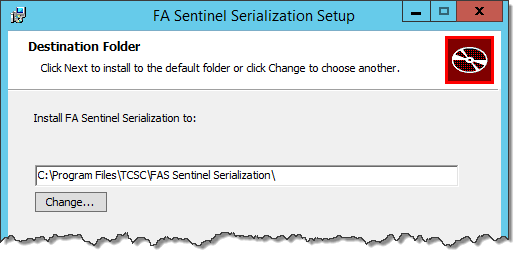 FA Sentinel Serialization Setup
Destination Folder
Click Next to install to the default folder or click Change to choose another.
Install FA Sentinel Serialization to:
C:\Program Files\TCSC\FAS Sentinel Serialization\
Change...